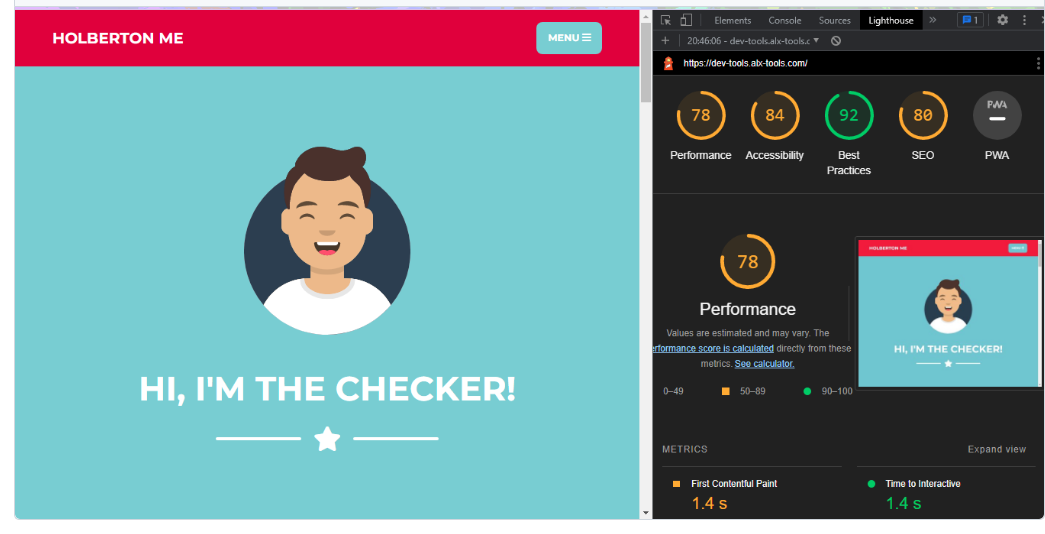 HOLBERTON ME
MENU
HI, I'M THE CHECKER!
Elements Console Sources Lighthouse » 1
20:46:06 - dev-tools.alx-tools.c
https://dev-tools.alx-tools.com/
78 84 92 80 PWA
Performance Accessibility Best Practices SEO PWA
78
Performance
Values are estimated and may vary. The
erformance score is calculated directly from these
metrics. See calculator.
0–49 50–89 90–100
HOLBERTON ME
HI, I'M THE CHECKER!
METRICS Expand view
First Contentful Paint Time to Interactive
1.4 s 1.4 s